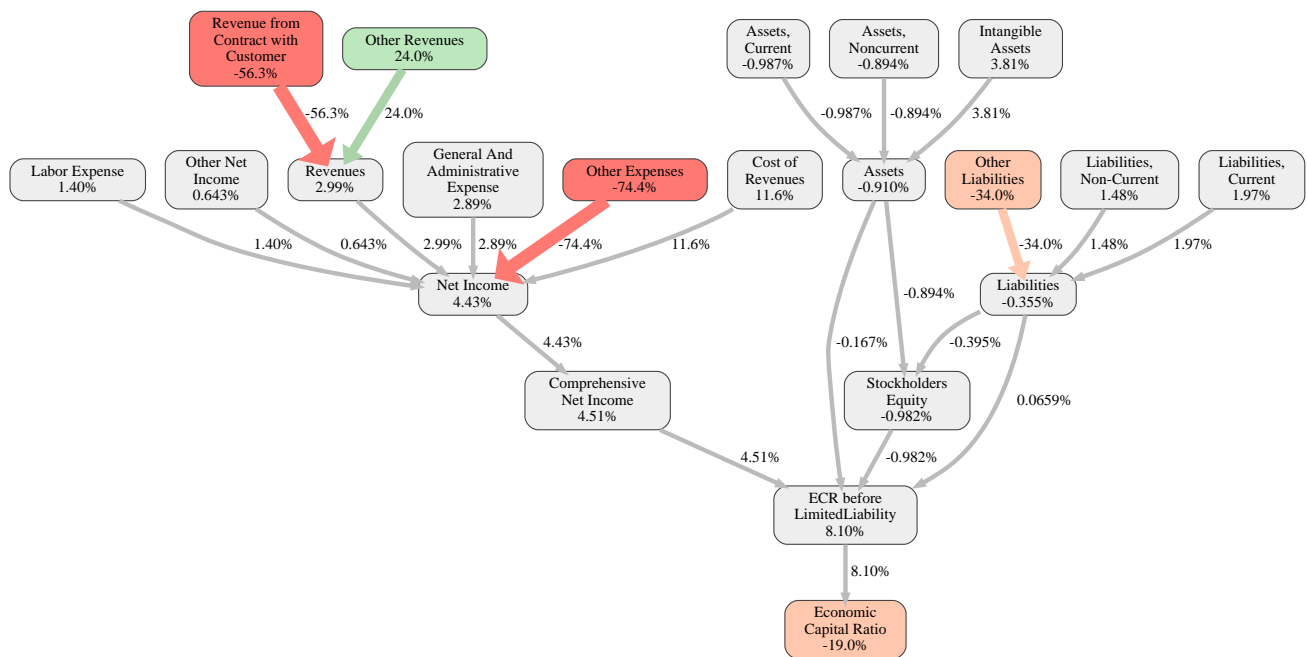 Revenue from
Contract with
Customer
-56.3%
Other Revenues
24.0%
Assets,
Current
-0.987%
Assets,
Noncurrent
-0.894%
Intangible
Assets
3.81%
-56.3%
24.0%
-0.987%
-0.894%
3.81%
Labor Expense
1.40%
Other Net
Income
0.643%
Revenues
2.99%
General And
Administrative
Expense
2.89%
Other Expenses
-74.4%
Cost of
Revenues
11.6%
Assets
-0.910%
Other
Liabilities
-34.0%
Liabilities,
Non-Current
1.48%
Liabilities,
Current
1.97%
1.40%
0.643%
2.99%
2.89%
-74.4%
11.6%
-34.0%
1.48%
1.97%
Net Income
4.43%
Liabilities
-0.355%
-0.894%
4.43%
-0.167%
-0.395%
Comprehensive
Net Income
4.51%
Stockholders
Equity
-0.982%
0.0659%
4.51%
-0.982%
ECR before
LimitedLiability
8.10%
8.10%
Economic
Capital Ratio
-19.0%